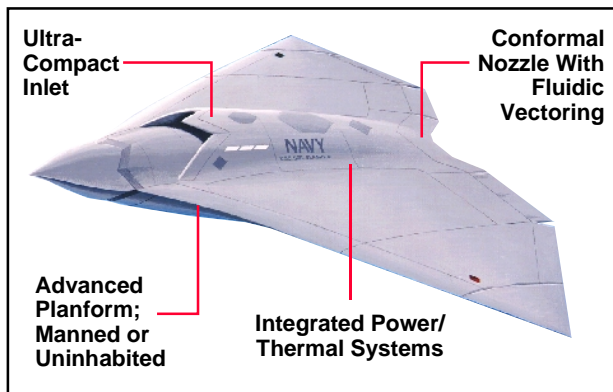 Ultra-
Compact
Inlet
Conformal
Nozzle With
Fluidic
Vectoring
NAVY
Advanced
Planform;
Manned or
Uninhabited
Integrated Power/
Thermal Systems